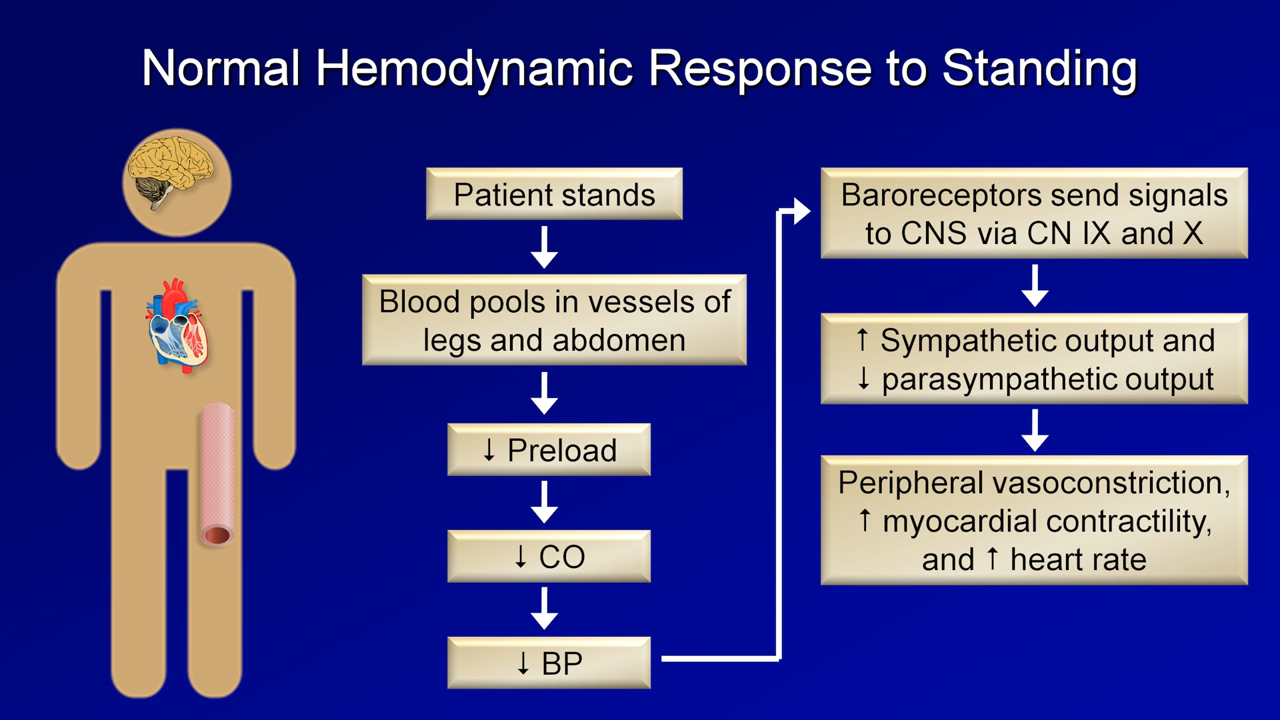 Normal Hemodynamic Response to Standing
Patient stands
Blood pools in vessels of
legs and abdomen
↓ Preload
↓ CO
↓ BP
Baroreceptors send signals
to CNS via CN IX and X
↑ Sympathetic output and
↓ parasympathetic output
Peripheral vasoconstriction,
↑ myocardial contractility,
and ↑ heart rate